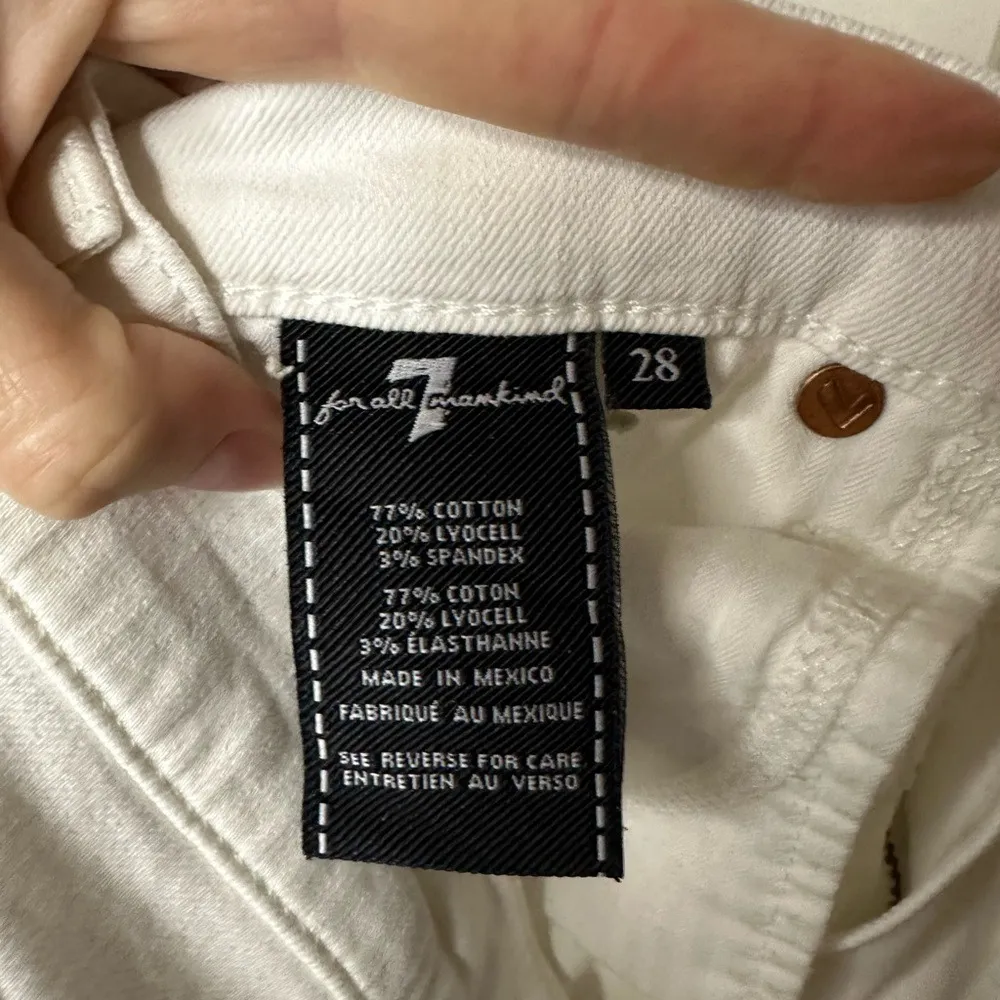 for all 7 mankind
28
77% COTTON
20% LYOCELL
3% SPANDEX
77% COTON
20% LYOCELL
3% ÉLASTHANNE
MADE IN MEXICO
FABRIQUÉ AU MEXIQUE
SEE REVERSE FOR CARE
ENTRETIEN AU VERSO
7